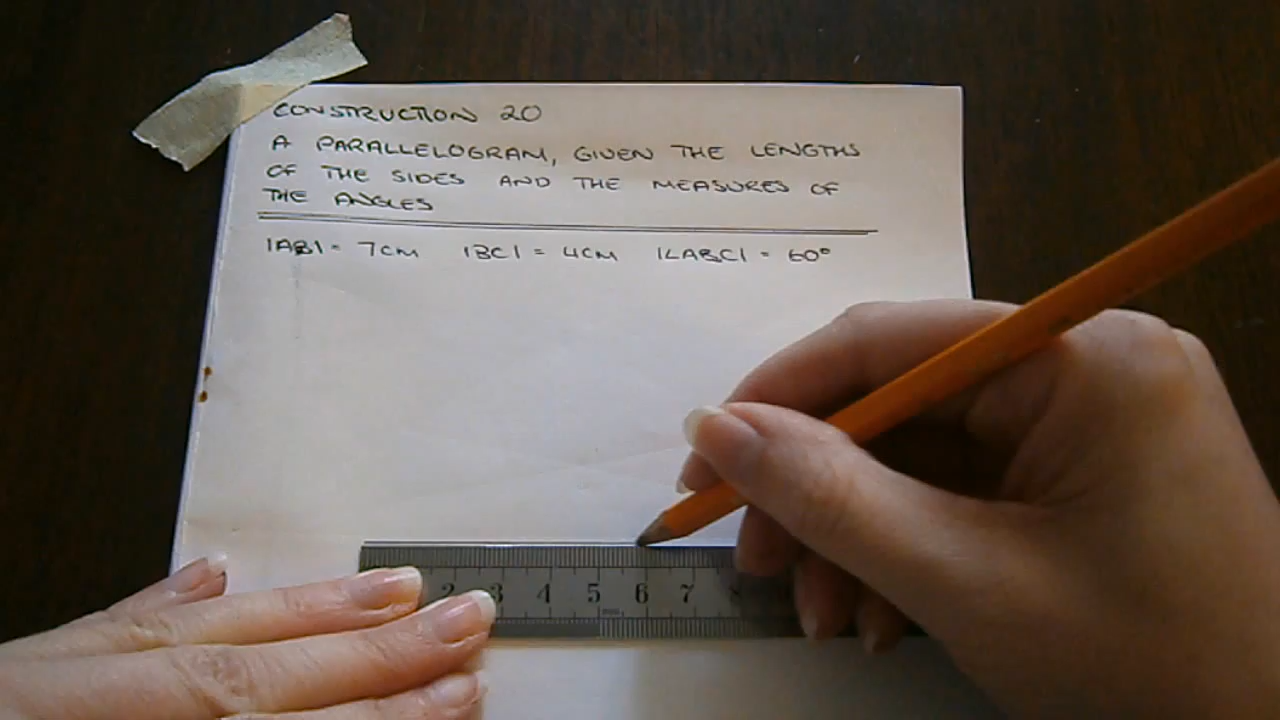 CONSTRUCTION 20
A PARALLELOGRAM, GIVEN THE LENGTHS
OF THE SIDES AND THE MEASURES OF
THE ANGLES
|AB| = 7CM |BC| = 4CM |∠ABC| = 60°
2 3 4 5 6 7 8